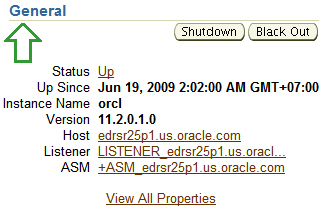 General
Shutdown Black Out
Status Up
Up Since Jun 19, 2009 2:02:00 AM GMT+07:00
Instance Name orcl
Version 11.2.0.1.0
Host edrsr25p1.us.oracle.com
Listener LISTENER_edrsr25p1.us.oracl...
ASM +ASM_edrsr25p1.us.oracle.com
View All Properties